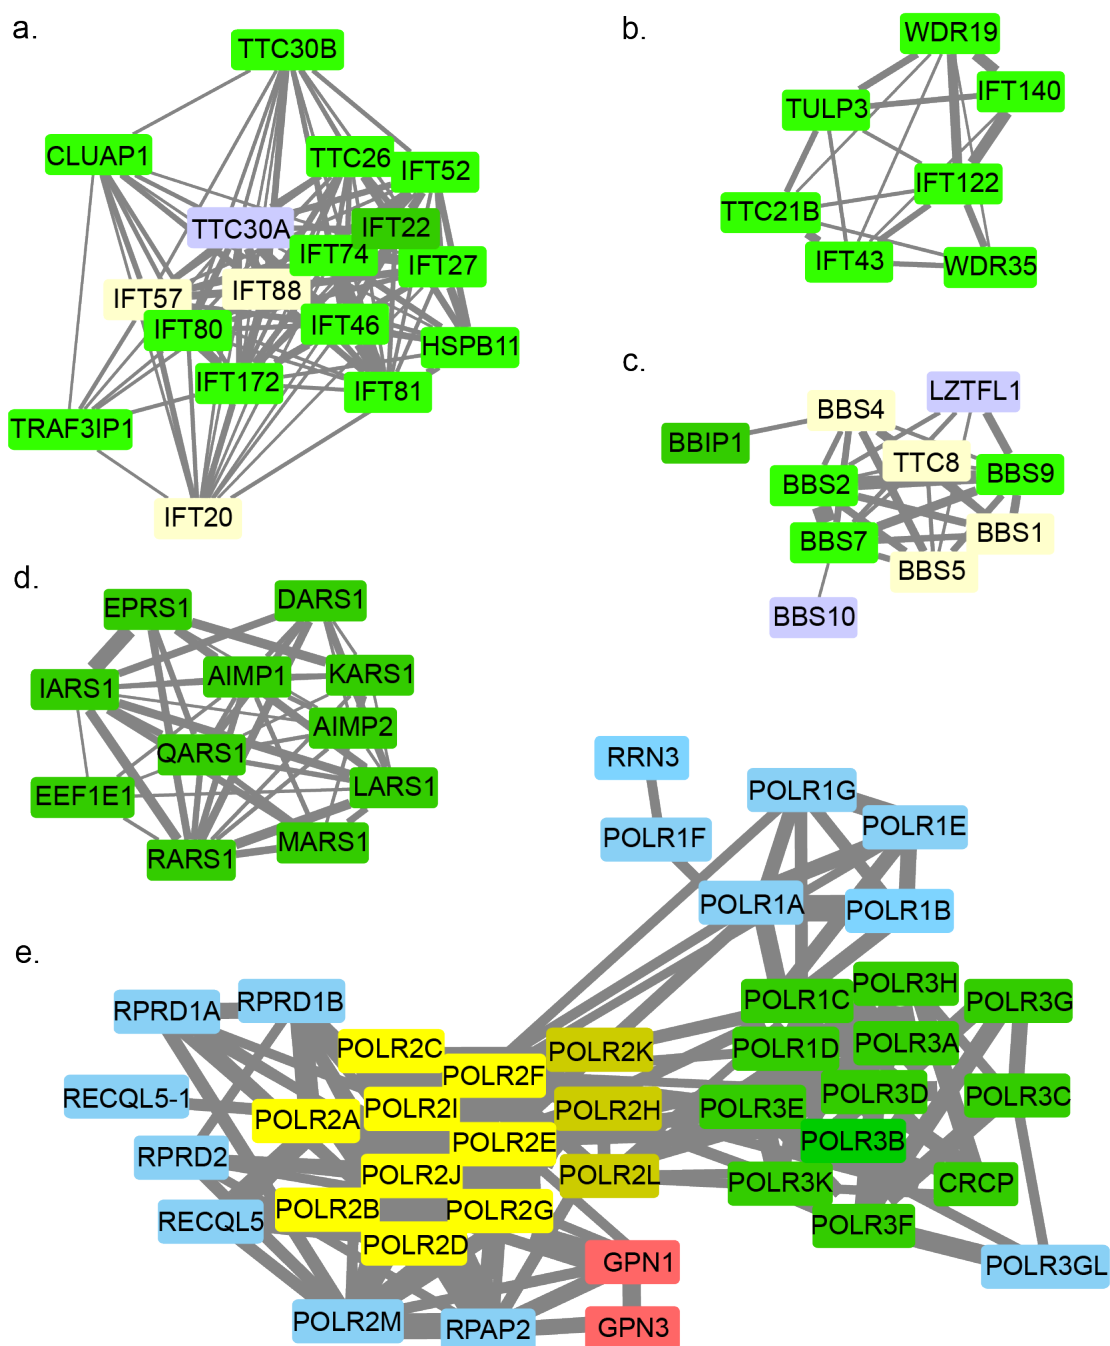 a.
TTC30B
CLUAP1
TTC26
IFT52
TTC30A
IFT22
IFT74
IFT27
IFT57
IFT88
IFT80
IFT46
HSPB11
IFT172
IFT81
TRAF3IP1
IFT20
b.
WDR19
IFT140
TULP3
IFT122
TTC21B
IFT43
WDR35
c.
LZTFL1
BBS4
BBIP1
TTC8
BBS9
BBS2
BBS1
BBS7
BBS5
BBS10
d.
EPRS1
DARS1
IARS1
AIMP1
KARS1
AIMP2
QARS1
EEF1E1
LARS1
MARS1
RARS1
e.
RRN3
POLR1G
POLR1F
POLR1E
POLR1A
POLR1B
RPRD1A
RPRD1B
POLR1C
POLR3H
POLR3G
POLR2C
POLR2K
POLR1D
POLR3A
POLR2F
RECQL5-1
POLR2A
POLR2I
POLR2H
POLR3E
POLR3D
POLR3C
RPRD2
POLR2E
POLR3B
POLR2J
POLR2L
POLR3K
CRCP
RECQL5
POLR2B
POLR2G
POLR3F
POLR2D
GPN1
POLR3GL
POLR2M
RPAP2
GPN3